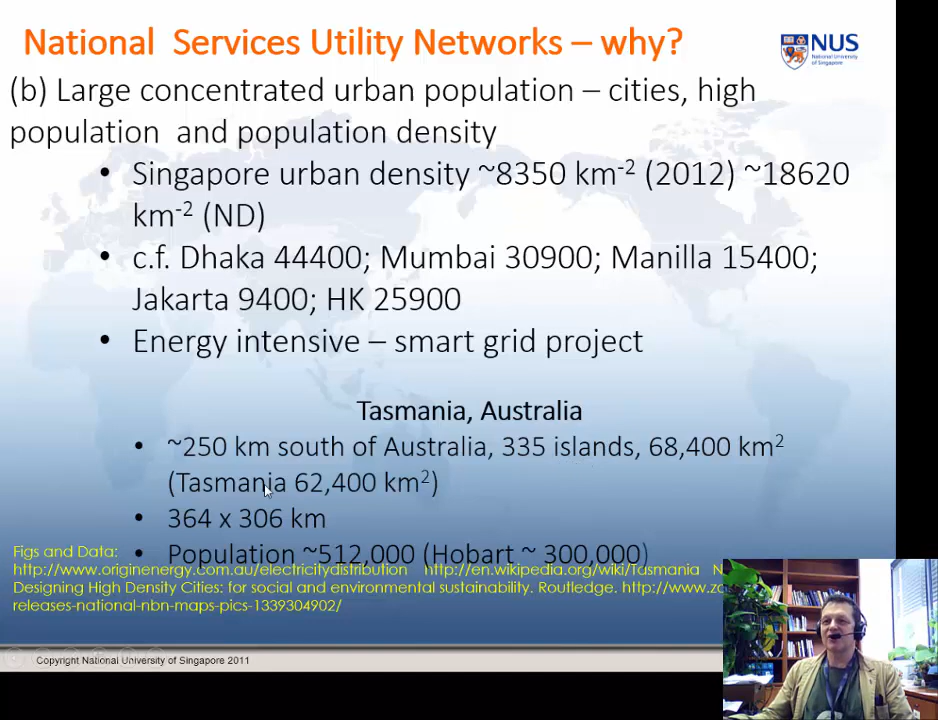 National Services Utility Networks – why?
NUS
National University
of Singapore
(b) Large concentrated urban population – cities, high
population and population density
• Singapore urban density ~8350 km-2 (2012) ~18620
km-2 (ND)
• c.f. Dhaka 44400; Mumbai 30900; Manilla 15400;
Jakarta 9400; HK 25900
• Energy intensive – smart grid project
Tasmania, Australia
• ~250 km south of Australia, 335 islands, 68,400 km2
(Tasmania 62,400 km2)
• 364 x 306 km
• Population ~512,000 (Hobart ~ 300,000)
Figs and Data:
http://www.originenergy.com.au/electricitydistribution http://en.wikipedia.org/wiki/Tasmania N
Designing High Density Cities: for social and environmental sustainability. Routledge. http://www.
releases-national-nbn-maps-pics-1339304902/
Copyright National University of Singapore 2011